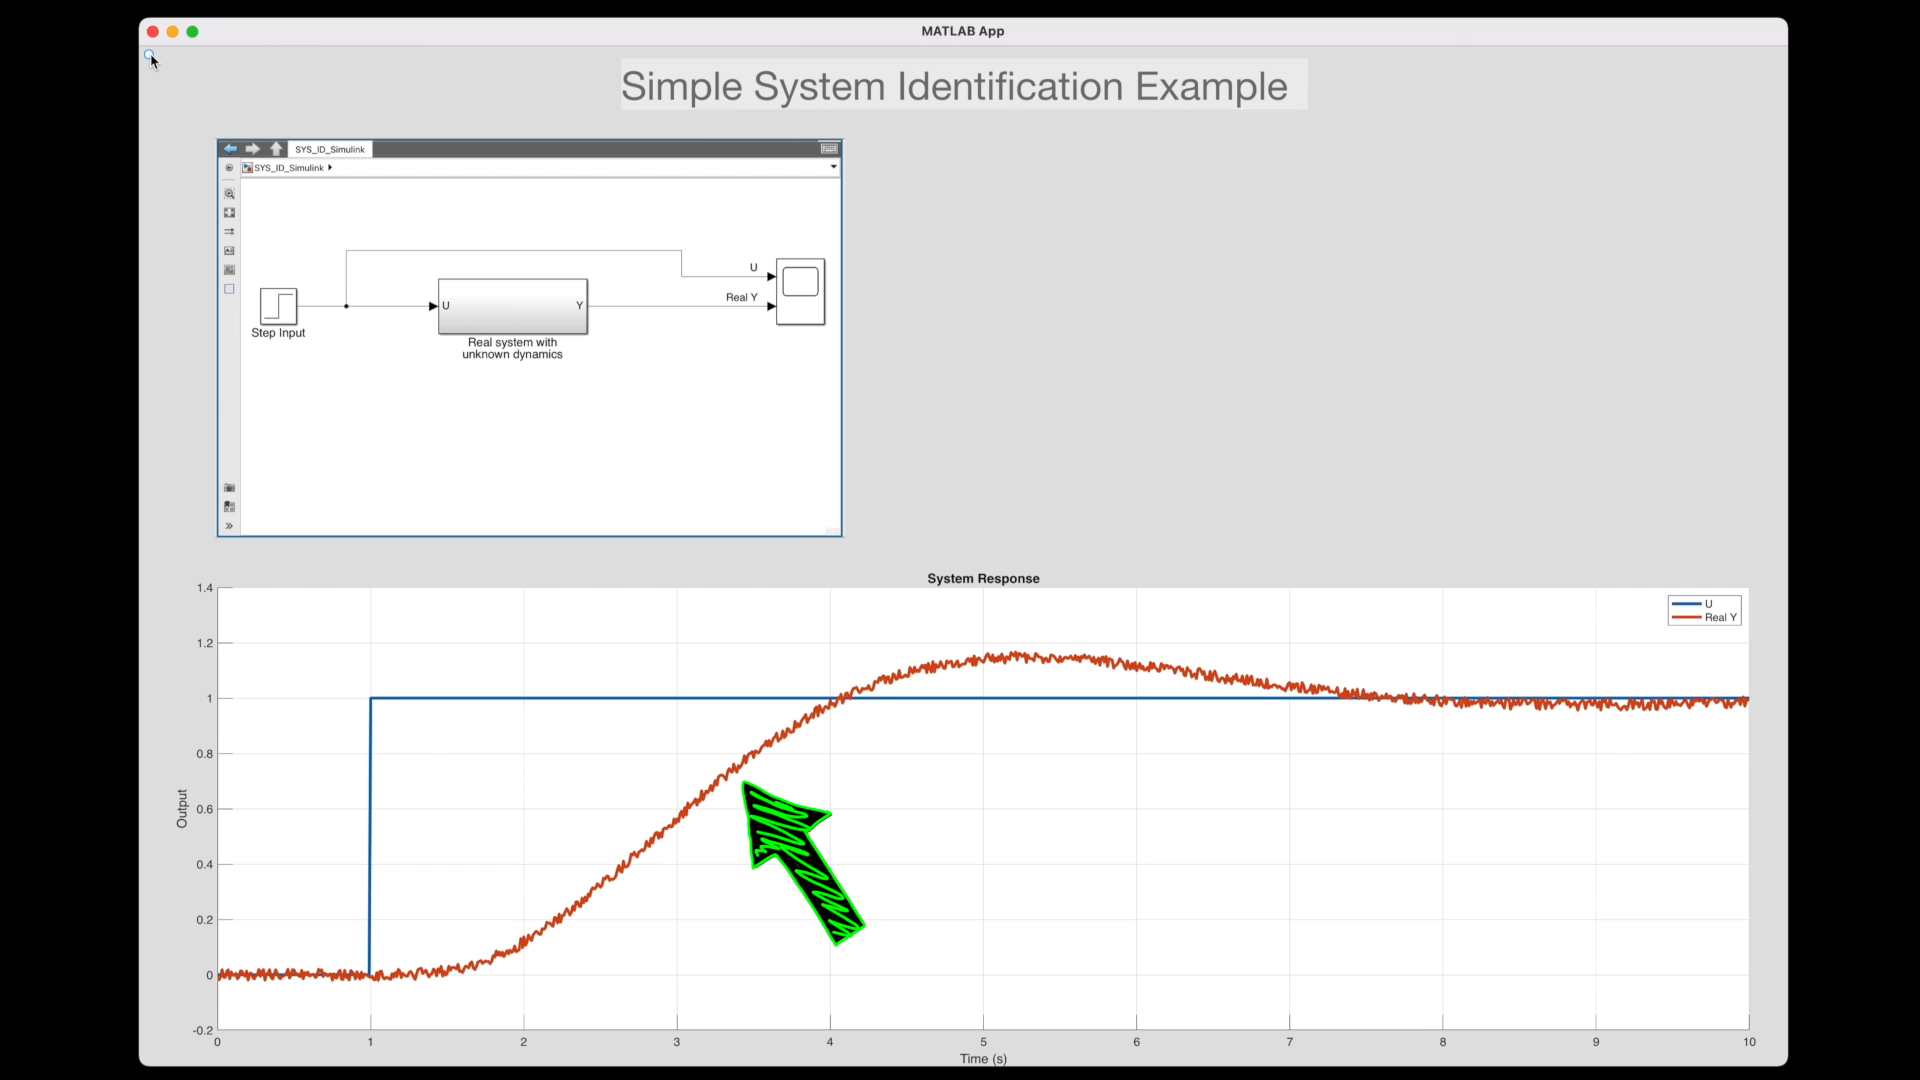 MATLAB App
Simple System Identification Example
SYS_ID_Simulink
SYS_ID_Simulink
U
Real Y
U
Y
Step Input
Real system with
unknown dynamics
System Response
U
Real Y
1.4
1.2
1
0.8
0.6
0.4
0.2
0
-0.2
Output
0 1 2 3 4 5 6 7 8 9 10
Time (s)